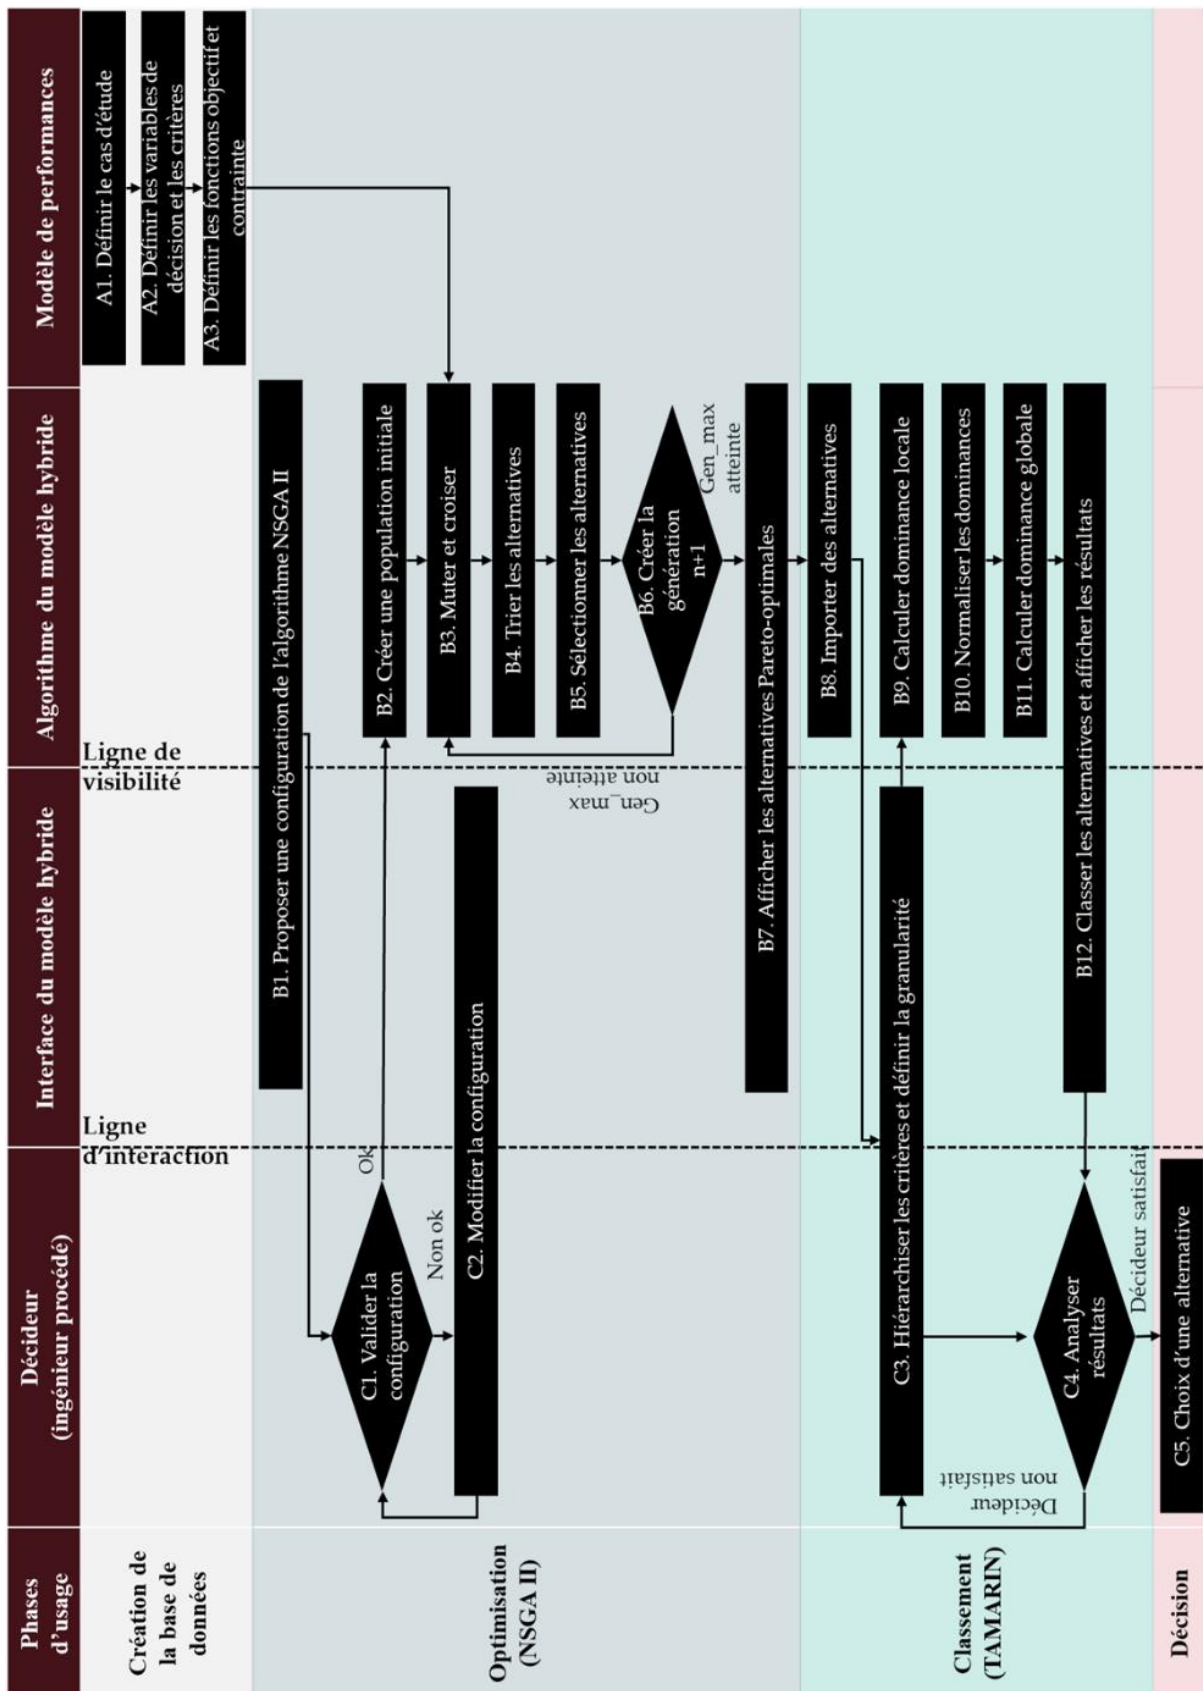 Phases
d'usage
Décideur
(ingénieur procédé)
Interface du modèle hybride
Algorithme du modèle hybride
Modèle de performances
Création de
la base de
données
Ligne
d'intéraction
Ligne de
visibilité
A1. Définir le cas d'étude
A2. Définir les variables de
décision et les critères
A3. Définir les fonctions objectif et
contrainte
Optimisation
(NSGA II)
B1. Proposer une configuration de l'algorithme NSGA II
C1. Valider la
configuration
Ok
Non ok
C2. Modifier la configuration
B2. Créer une population initiale
B3. Muter et croiser
B4. Trier les alternatives
B5. Sélectionner les alternatives
B6. Créer la
génération
n+1
Gen_max
non atteinte
Gen_max
atteinte
B7. Afficher les alternatives Pareto-optimales
Classement
(TAMARIN)
B8. Importer des alternatives
C3. Hiérarchiser les critères et définir la granularité
B9. Calculer dominance locale
B10. Normaliser les dominances
B11. Calculer dominance globale
B12. Classer les alternatives et afficher les résultats
C4. Analyser
résultats
Décideur
non satisfait
Décideur satisfait
Décision
C5. Choix d'une alternative